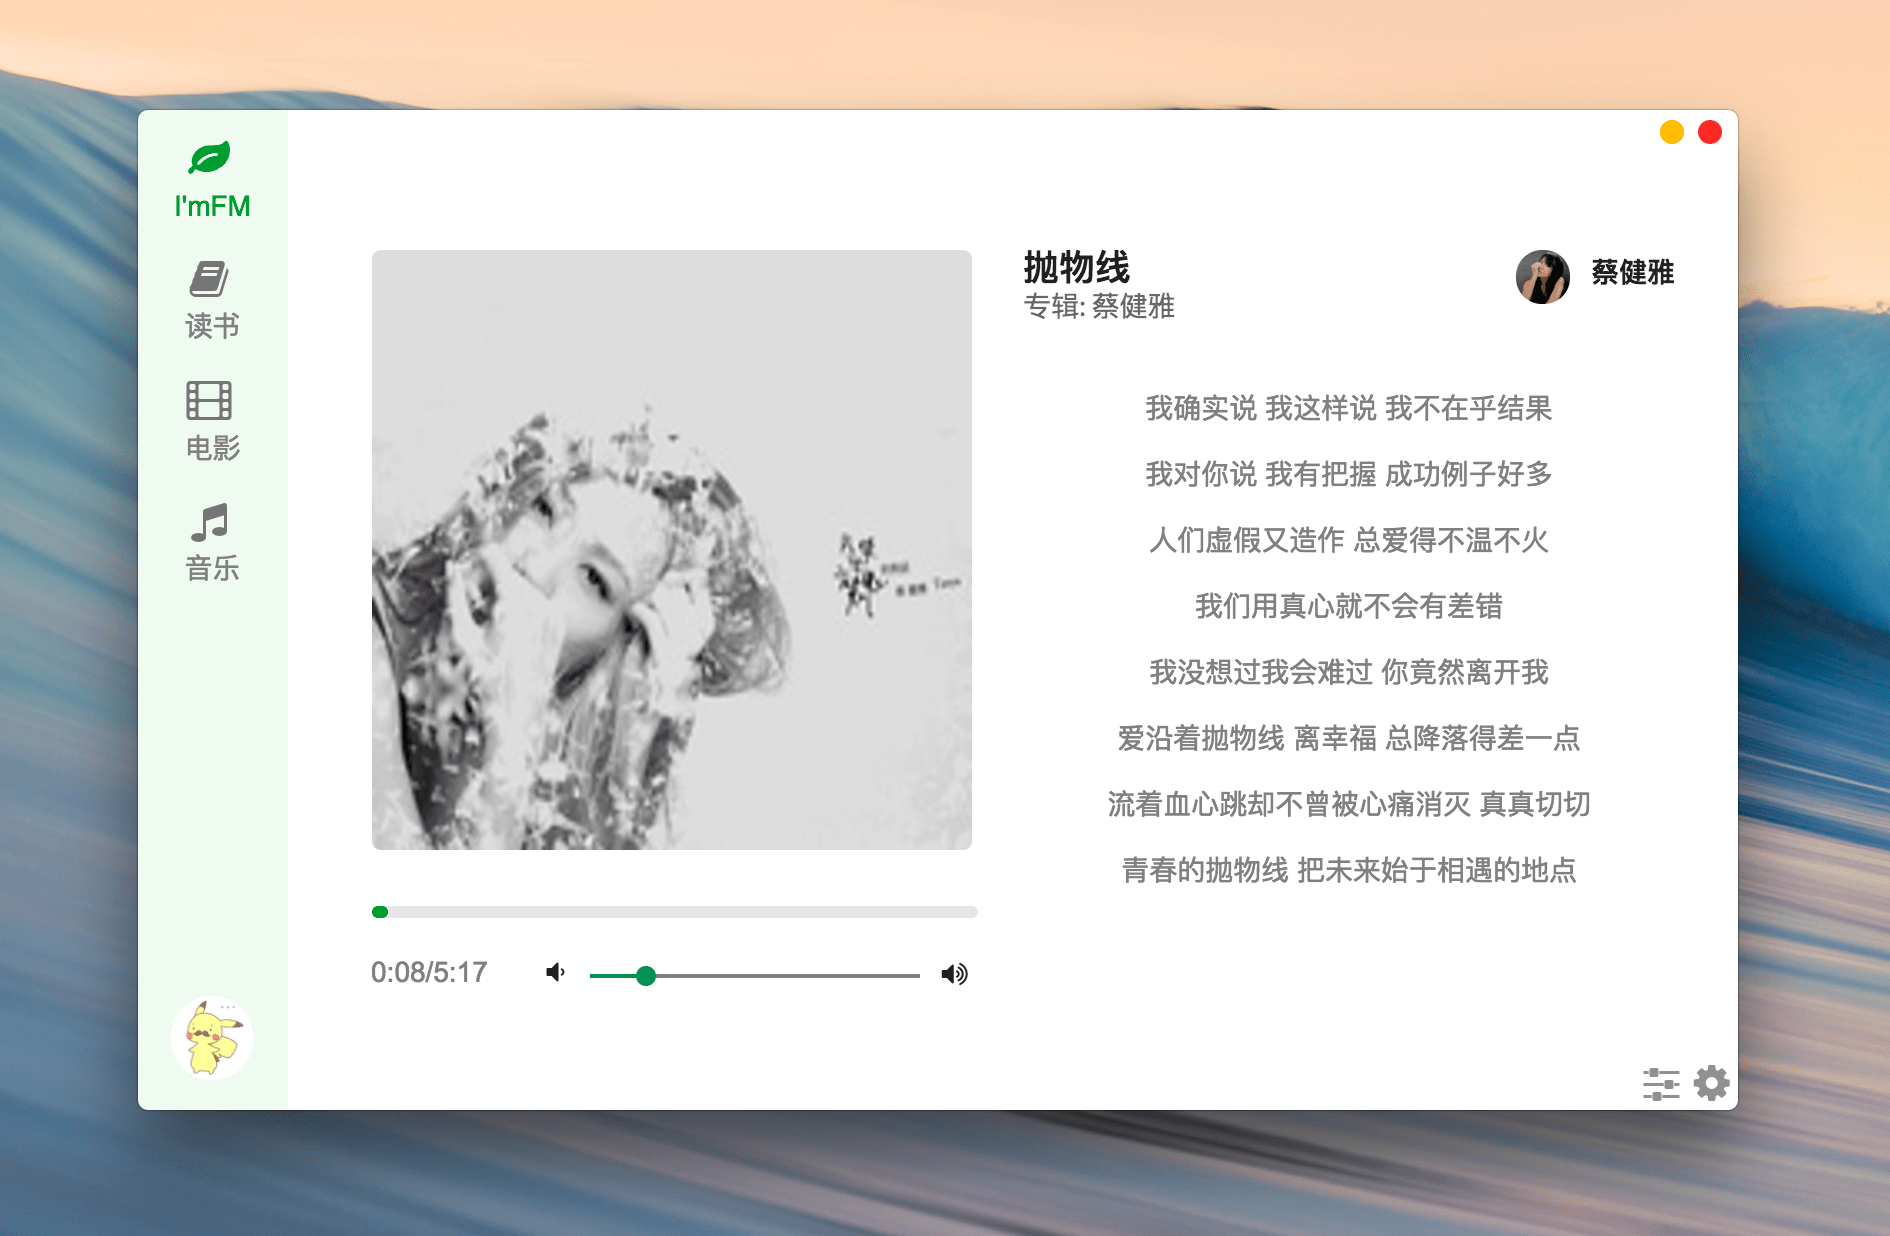 I'mFM
读书
电影
音乐
抛物线
专辑: 蔡健雅
蔡健雅
我确实说 我这样说 我不在乎结果
我对你说 我有把握 成功例子好多
人们虚假又造作 总爱得不温不火
我们用真心就不会有差错
我没想过我会难过 你竟然离开我
爱沿着抛物线 离幸福 总降落得差一点
流着血心跳却不曾被心痛消灭 真真切切
青春的抛物线 把未来始于相遇的地点
0:08/5:17